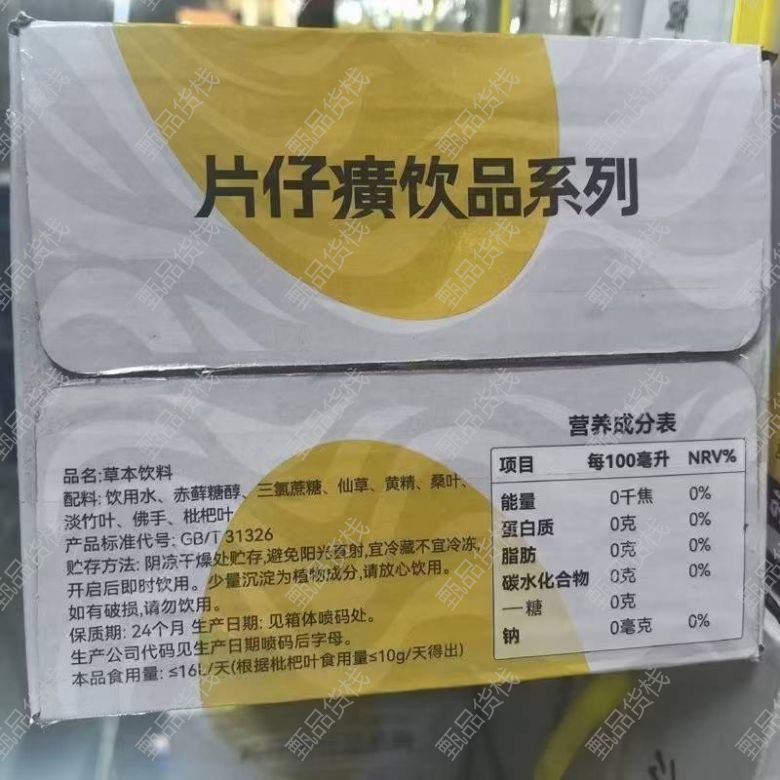 片仔癀饮品系列
品名:草本饮料
配料: 饮用水、赤藓糖醇、三氯蔗糖、仙草、黄精、桑叶、
淡竹叶、佛手、枇杷叶
产品标准代号: GB/T 31326
贮存方法: 阴凉干燥处贮存,避免阳光直射,宜冷藏不宜冷冻,
开启后即时饮用。少量沉淀为植物成分,请放心饮用。
如有破损,请勿饮用。
保质期: 24个月 生产日期: 见箱体喷码处。
生产公司代码见生产日期喷码后字母。
本品食用量: ≤16L/天(根据枇杷叶食用量≤10g/天得出)
营养成分表
项目 每100毫升 NRV%
能量 0千焦 0%
蛋白质 0克 0%
脂肪 0克 0%
碳水化合物 0克 0%
—糖 0克
钠 0毫克 0%
甄品货栈